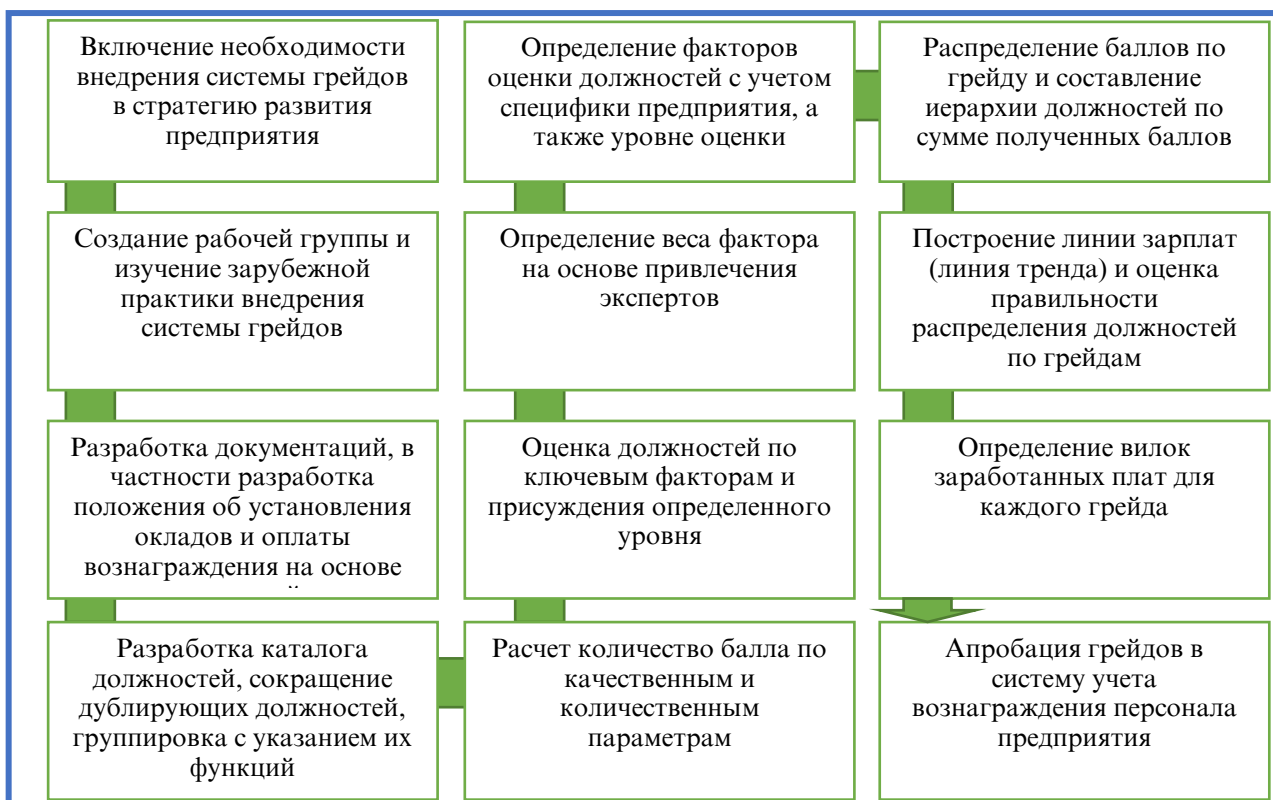 Включение необходимости
внедрения системы грейдов
в стратегию развития
предприятия
Создание рабочей группы и
изучение зарубежной
практики внедрения
системы грейдов
Разработка документаций, в
частности разработка
положения об установления
окладов и оплаты
вознаграждения на основе
Разработка каталога
должностей, сокращение
дублирующих должностей,
группировка с указанием их
функций
Определение факторов
оценки должностей с учетом
специфики предприятия, а
также уровне оценки
Определение веса фактора
на основе привлечения
экспертов
Оценка должностей по
ключевым факторам и
присуждения определенного
уровня
Расчет количество балла по
качественным и
количественным
параметрам
Распределение баллов по
грейду и составление
иерархии должностей по
сумме полученных баллов
Построение линии зарплат
(линия тренда) и оценка
правильности
распределения должностей
по грейдам
Определение вилок
заработанных плат для
каждого грейда
Апробация грейдов в
систему учета
вознаграждения персонала
предприятия